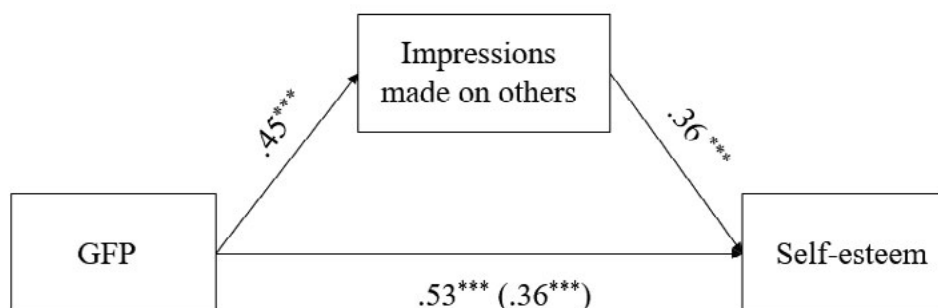 Impressions
made on others
.45***
.36 ***
GFP
Self-esteem
.53*** (.36***)